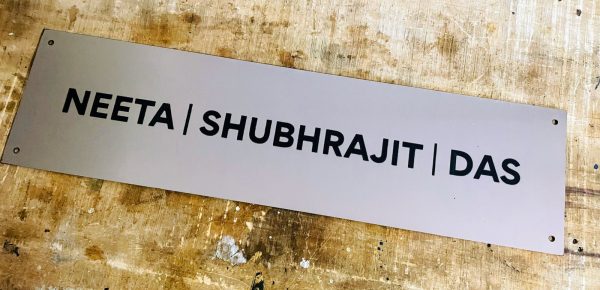 NEETA | SHUBHRAJIT | DAS